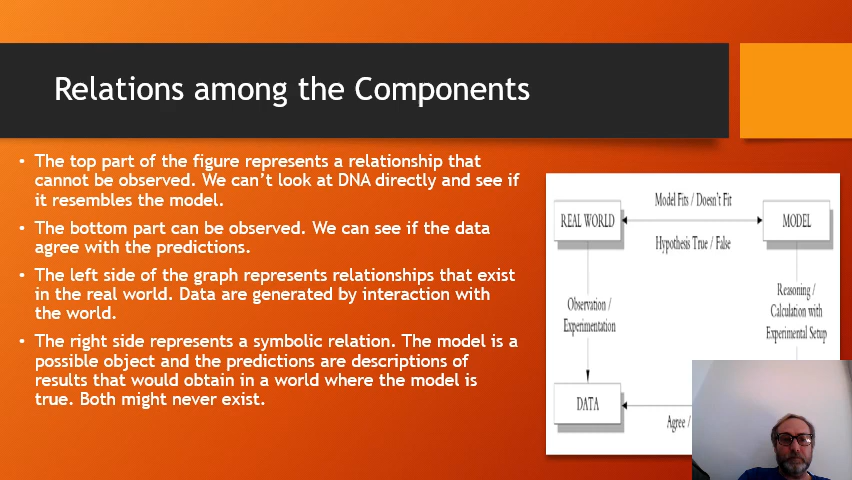 Relations among the Components
• The top part of the figure represents a relationship that
cannot be observed. We can't look at DNA directly and see if
it resembles the model.
• The bottom part can be observed. We can see if the data
agree with the predictions.
• The left side of the graph represents relationships that exist
in the real world. Data are generated by interaction with
the world.
• The right side represents a symbolic relation. The model is a
possible object and the predictions are descriptions of
results that would obtain in a world where the model is
true. Both might never exist.
Model Fits / Doesn't Fit
REAL WORLD
MODEL
Hypothesis True / False
Observation /
Experimentation
Reasoning /
Calculation with
Experimental Setup
DATA
Agree /